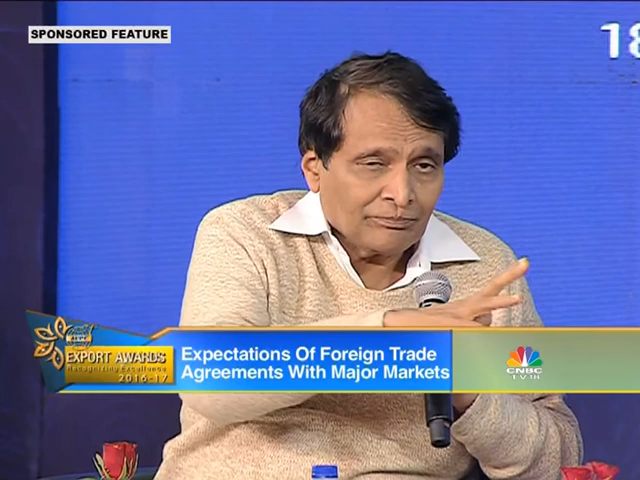 SPONSORED FEATURE
18
Expectations Of Foreign Trade
Agreements With Major Markets
EXPORT AWARDS
Recognizing Excellence
2016-17
CNBC
TV18